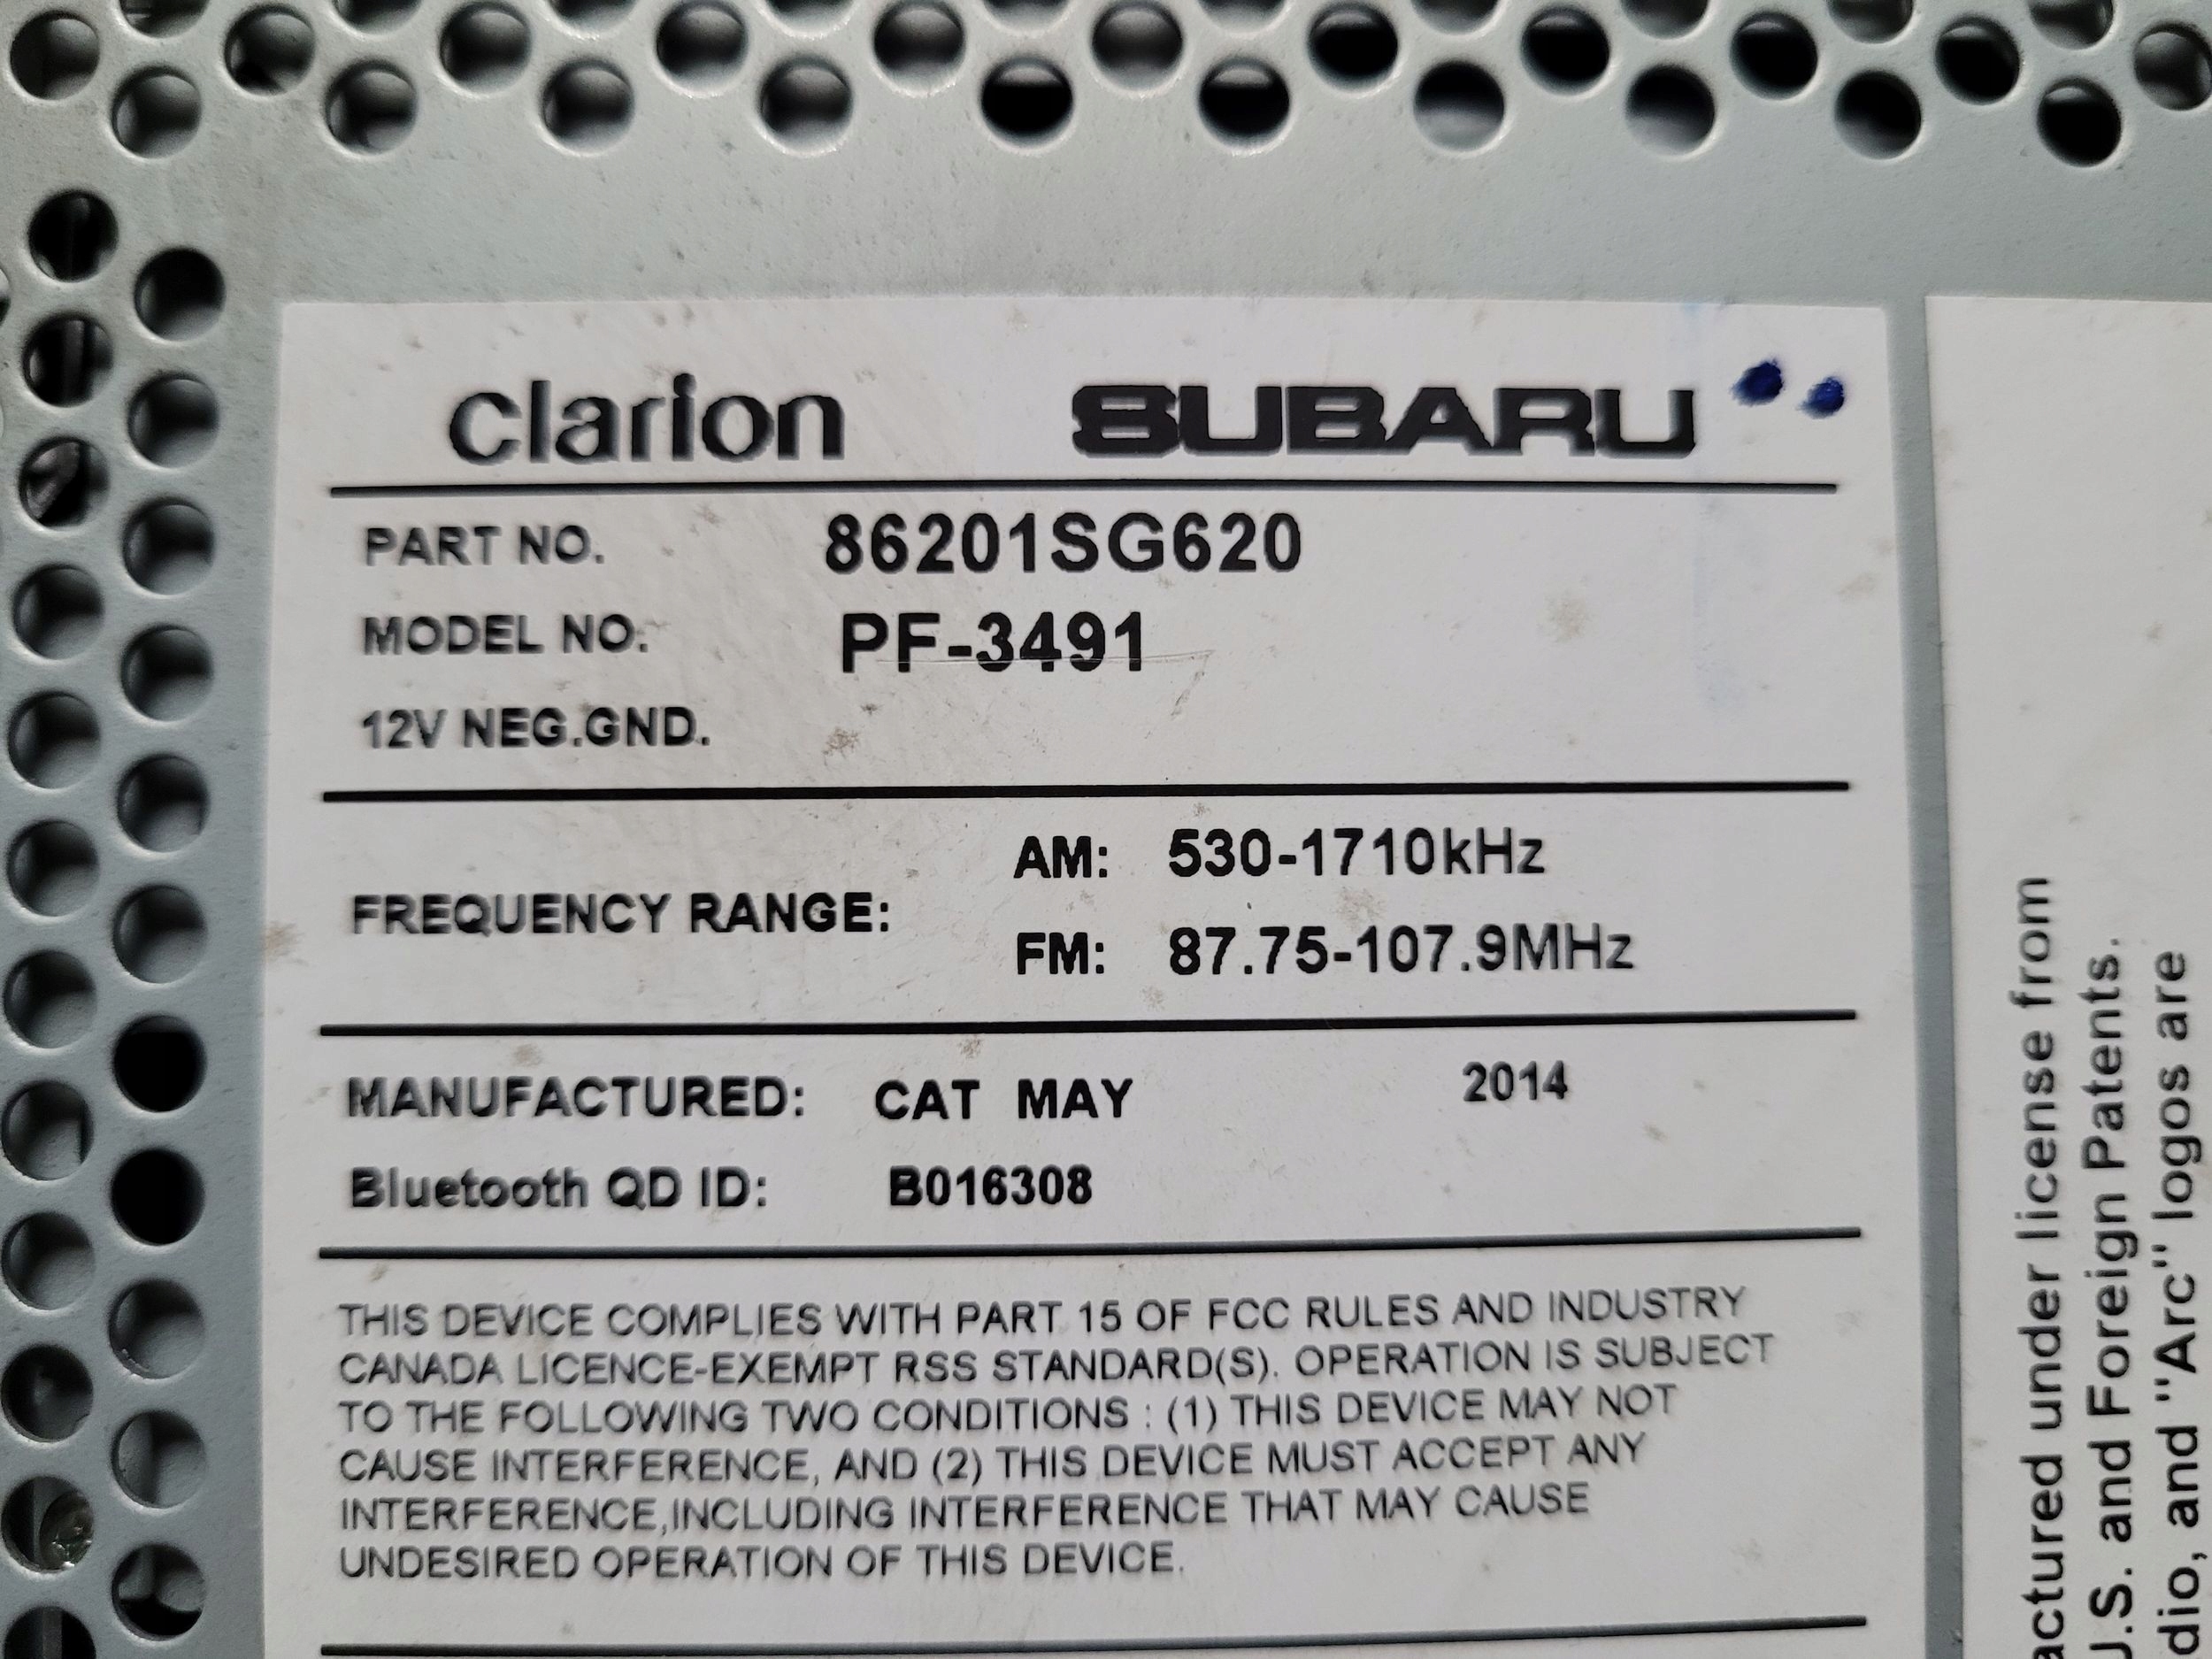 clarion SUBARU
PART NO. 86201SG620
MODEL NO. PF-3491
12V NEG.GND.
FREQUENCY RANGE: AM: 530-1710kHz
FM: 87.75-107.9MHz
MANUFACTURED: CAT MAY 2014
Bluetooth QD ID: B016308
THIS DEVICE COMPLIES WITH PART 15 OF FCC RULES AND INDUSTRY
CANADA LICENCE-EXEMPT RSS STANDARD(S). OPERATION IS SUBJECT
TO THE FOLLOWING TWO CONDITIONS : (1) THIS DEVICE MAY NOT
CAUSE INTERFERENCE, AND (2) THIS DEVICE MUST ACCEPT ANY
INTERFERENCE,INCLUDING INTERFERENCE THAT MAY CAUSE
UNDESIRED OPERATION OF THIS DEVICE.
actured under license from
U.S. and Foreign Patents.
dio, and "Arc" logos are